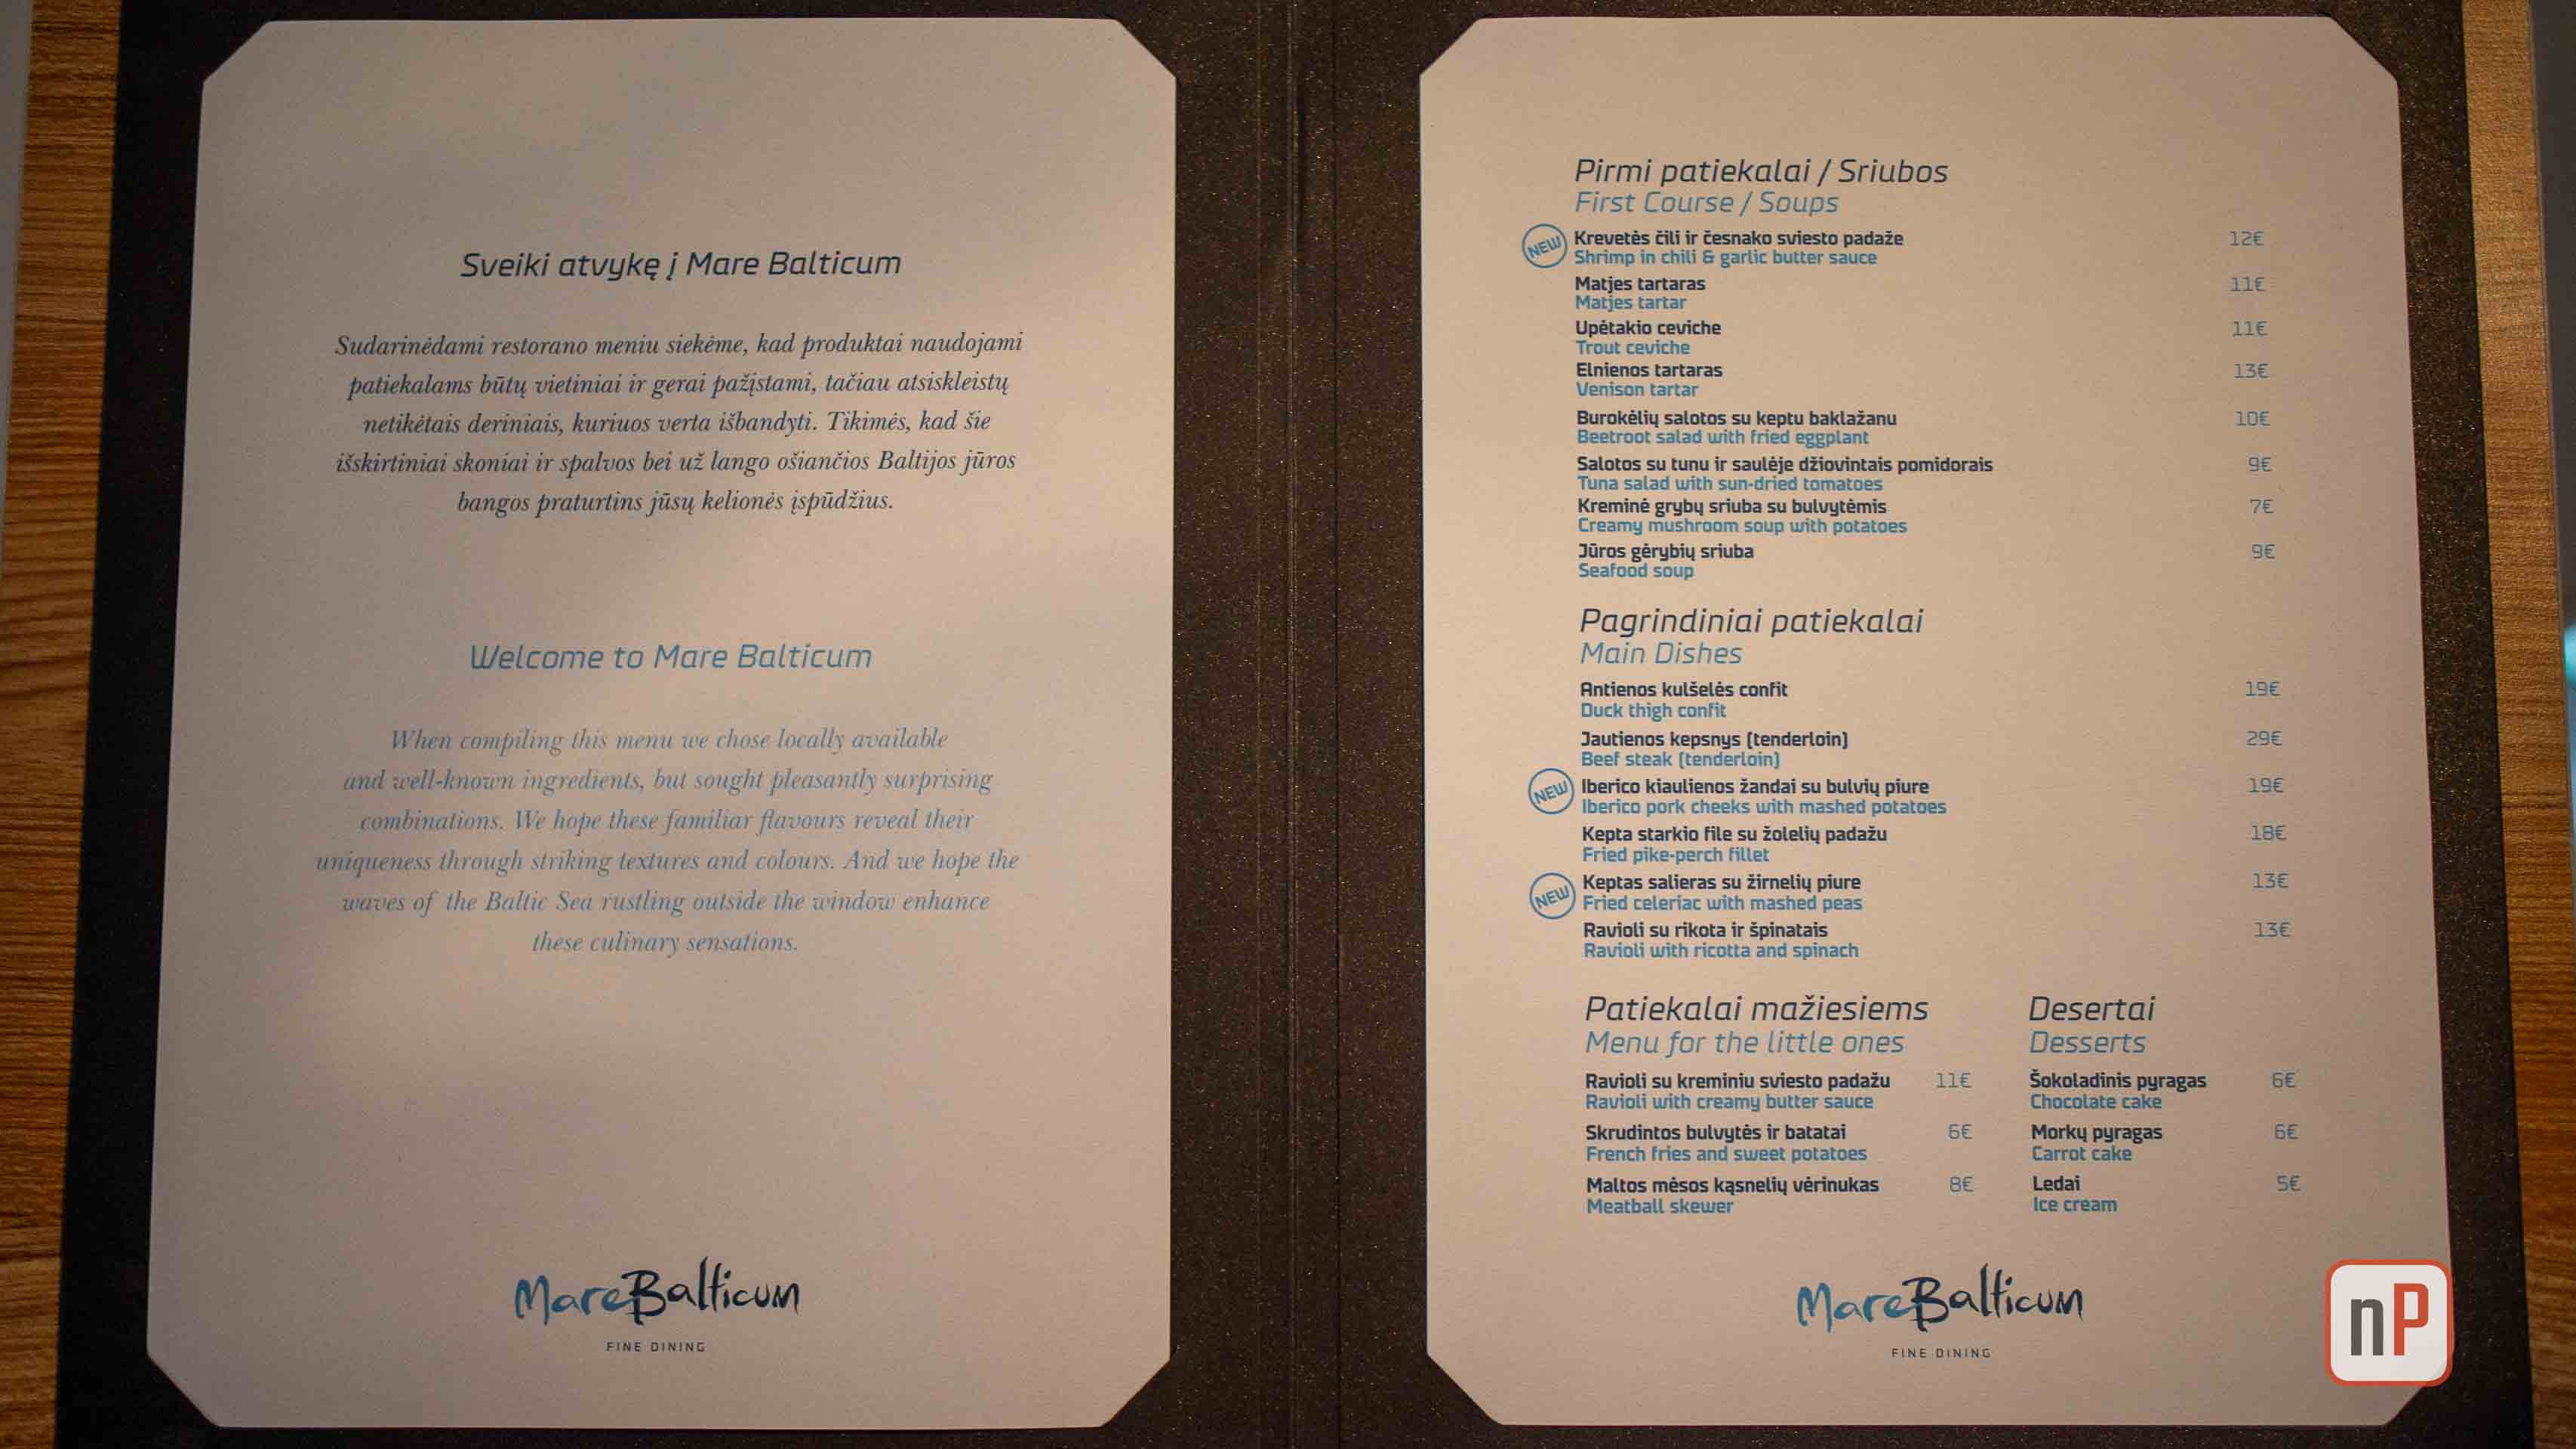 Sveiki atvykę į Mare Balticum
Sudarinėdami restorano meniu siekėme, kad produktai naudojami
patiekalams būtų vietiniai ir gerai pažįstami, tačiau atsiskleistų
netikėtais deriniais, kuriuos verta išbandyti. Tikimės, kad šie
išskirtiniai skoniai ir spalvos bei už lango ošiančios Baltijos jūros
bangos praturtins jūsų kelionės įspūdžius.
Welcome to Mare Balticum
When compiling this menu we chose locally available
and well-known ingredients, but sought pleasantly surprising
combinations. We hope these familiar flavours reveal their
uniqueness through striking textures and colours. And we hope the
waves of the Baltic Sea rustling outside the window enhance
these culinary sensations.
MareBalticum
FINE DINING
Pirmi patiekalai / Sriubos
First Course / Soups
NEW Krevetės čili ir česnako sviesto padaže 12€
Shrimp in chili & garlic butter sauce
Matjes tartaras 11€
Matjes tartar
Upėtakio ceviche 11€
Trout ceviche
Elnienos tartaras 13€
Venison tartar
Burokėlių salotos su keptu baklažanu 10€
Beetroot salad with fried eggplant
Salotos su tunu ir saulėje džiovintais pomidorais 9€
Tuna salad with sun-dried tomatoes
Kreminė grybų sriuba su bulvytėmis 7€
Creamy mushroom soup with potatoes
Jūros gėrybių sriuba 9€
Seafood soup
Pagrindiniai patiekalai
Main Dishes
Antienos kulšelės confit 19€
Duck thigh confit
Jautienos kepsnys (tenderloin) 29€
Beef steak (tenderloin)
NEW Iberico kiaulienos žandai su bulvių piure 19€
Iberico pork cheeks with mashed potatoes
Kepta starkio file su žolelių padažu 18€
Fried pike-perch fillet
NEW Keptas salieras su žirnelių piure 13€
Fried celeriac with mashed peas
Ravioli su rikota ir špinatais 13€
Ravioli with ricotta and spinach
Patiekalai mažiesiems
Menu for the little ones
Ravioli su kreminiu sviesto padažu 11€
Ravioli with creamy butter sauce
Skrudintos bulvytės ir batatai 6€
French fries and sweet potatoes
Maltos mėsos kąsnelių vėrinukas 8€
Meatball skewer
Desertai
Desserts
Šokoladinis pyragas 6€
Chocolate cake
Morkų pyragas 6€
Carrot cake
Ledai 5€
Ice cream
MareBalticum
FINE DINING
nP